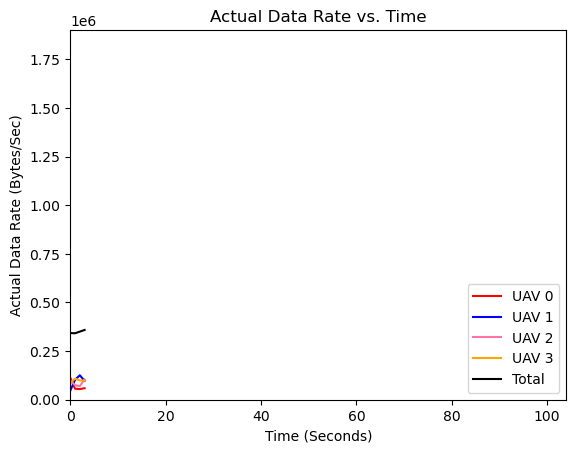 Actual Data Rate vs. Time
1e6
Actual Data Rate (Bytes/Sec)
1.75
1.50
1.25
1.00
0.75
0.50
0.25
0.00
0 20 40 60 80 100
Time (Seconds)
UAV 0
UAV 1
UAV 2
UAV 3
Total